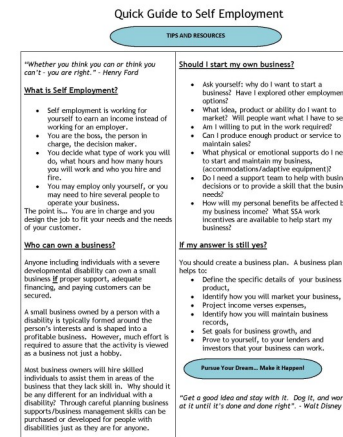 Quick Guide to Self Employment
TIPS AND RESOURCES
"Whether you think you can or think you
can't - you are right." - Henry Ford
What is Self Employment?
• Self employment is working for
yourself to earn an income instead of
working for an employer.
• You are the boss, the person in
charge, the decision maker.
• You decide what type of work you will
do, what hours and how many hours
you will work and who you hire and
fire.
• You may employ only yourself, or you
may need to hire several people to
operate your business.
The point is... You are in charge and you
design the job to fit your needs and the needs
of your customer.
Who can own a business?
Anyone including individuals with a severe
developmental disability can own a small
business if proper support, adequate
financing, and paying customers can be
secured.
A small business owned by a person with a
disability is typically formed around the
person's interests and is shaped into a
profitable business. However, much effort is
required to assure that the activity is viewed
as a business not just a hobby.
Most business owners will hire skilled
individuals to assist them in areas of the
business that they lack skill in. Why should it
be any different for an individual with a
disability? Through careful planning business
supports/business management skills can be
purchased or developed for people with
disabilities just as they are for anyone.
Should I start my own business?
• Ask yourself: why do I want to start a
business? Have I explored other employmen
options?
• What idea, product or ability do I want to
market? Will people want what I have to se
• Am I willing to put in the work required?
• Can I produce enough product or service to
maintain sales?
• What physical or emotional supports do I ne
to start and maintain my business,
(accommodations/adaptive equipment)?
• Do I need a support team to help with busin
decisions or to provide a skill that the busin
needs?
• How will my personal benefits be affected b
my business income? What SSA work
incentives are available to help start my
business?
If my answer is still yes?
You should create a business plan. A business plan
helps to:
• Define the specific details of your business
product,
• Identify how you will market your business,
• Project income verses expenses,
• Identify how you will maintain business
records,
• Set goals for business growth, and
• Prove to yourself, to your lenders and
investors that your business can work.
Pursue Your Dream... Make it Happen!
"Get a good idea and stay with it. Dog it, and wor
at it until it's done and done right". - Walt Disney